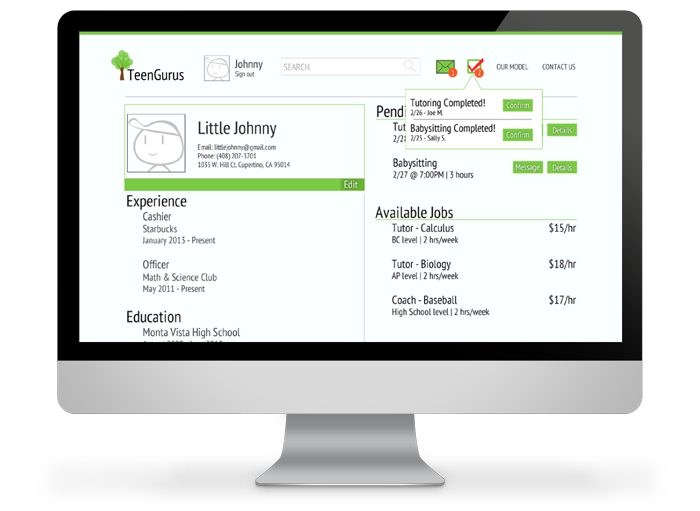 TeenGurus
Johnny
Sign out
SEARCH
1
2
OUR MODEL
CONTACT US
Tutoring Completed!
2/26 - Joe M.
Confirm
Babysitting Completed!
2/25 - Sally S.
Confirm
Little Johnny
Email: littlejohnny@gmail.com
Phone: (408) 207-3701
1035 W. Hill Ct. Cupertino, CA 95014
Edit
Experience
Cashier
Starbucks
January 2013 - Present
Officer
Math & Science Club
May 2011 - Present
Education
Monta Vista High School
Pendi
Tut
2/28
Details
Babysitting
2/27 @ 7:00PM | 3 hours
Message
Details
Available Jobs
Tutor - Calculus
$15/hr
BC level | 2 hrs/week
Tutor - Biology
$18/hr
AP level | 2 hrs/week
Coach - Baseball
$17/hr
High School level | 2 hrs/week